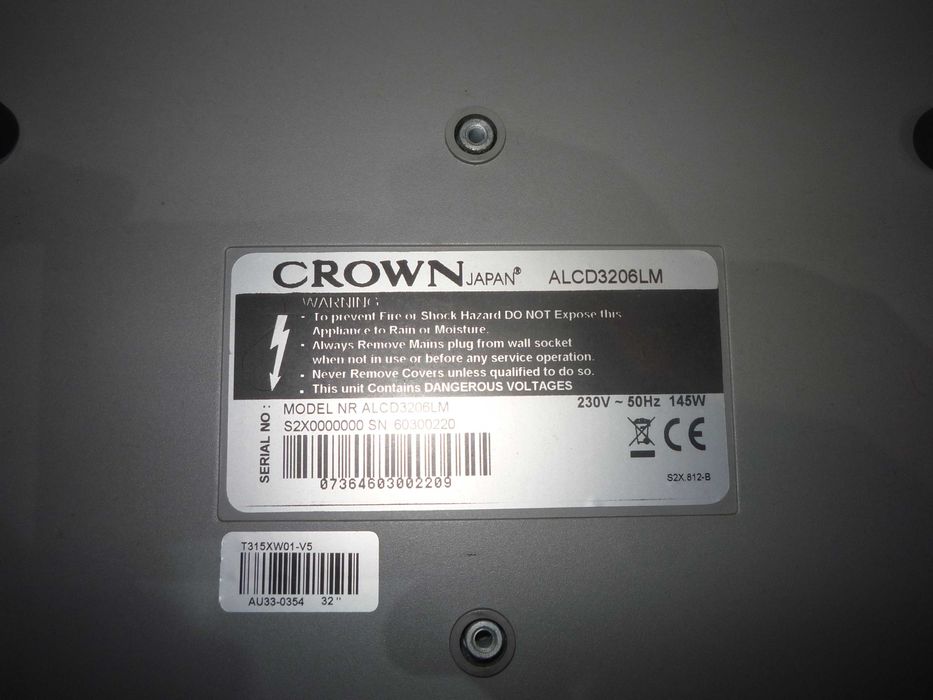 CROWN JAPAN® ALCD3206LM
WARNING
- To prevent Fire or Shock Hazard DO NOT Expose this
Appliance to Rain or Moisture.
• Always Remove Mains plug from wall socket
when not in use or before any service operation.
• Never Remove Covers unless qualified to do so.
• This unit Contains DANGEROUS VOLTAGES
SERIAL NO :
MODEL NR ALCD3206LM
230V ~ 50Hz 145W
S2X0000000 SN 60300220
CE
07364603002209
S2X.612-B
T315XW01-V5
AU33-0354 32"